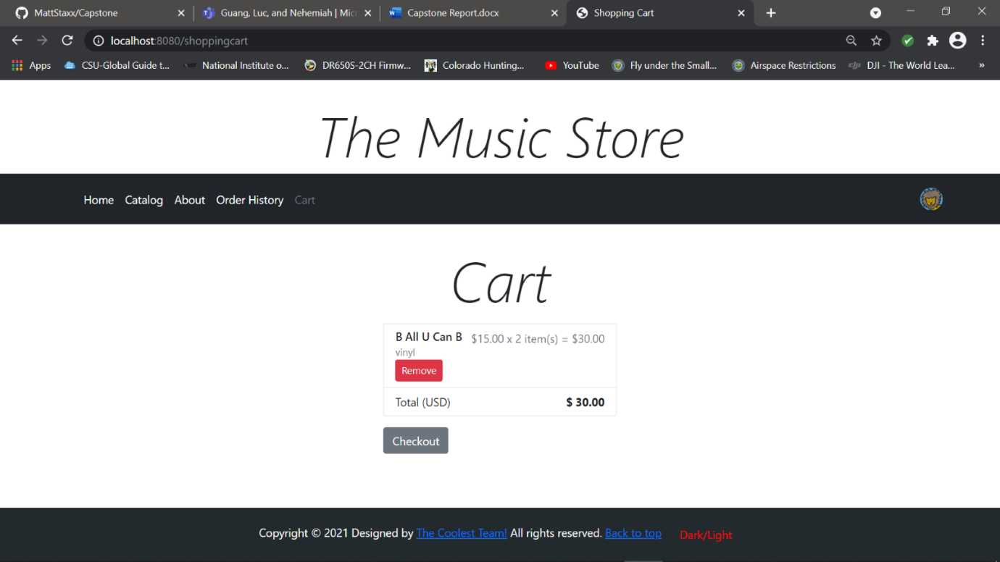 MattStaxx/Capstone
Guang, Luc, and Nehemiah | Mic
Capstone Report.docx
Shopping Cart
localhost:8080/shoppingcart
Apps
CSU-Global Guide t...
National Institute o...
DR650S-2CH Firmw...
Colorado Hunting...
YouTube
Fly under the Small...
Airspace Restrictions
DJI - The World Lea...
»
The Music Store
Home Catalog About Order History Cart
Cart
B All U Can B $15.00 x 2 item(s) = $30.00
vinyl
Remove
Total (USD) $ 30.00
Checkout
Copyright © 2021 Designed by The Coolest Team! All rights reserved. Back to top Dark/Light